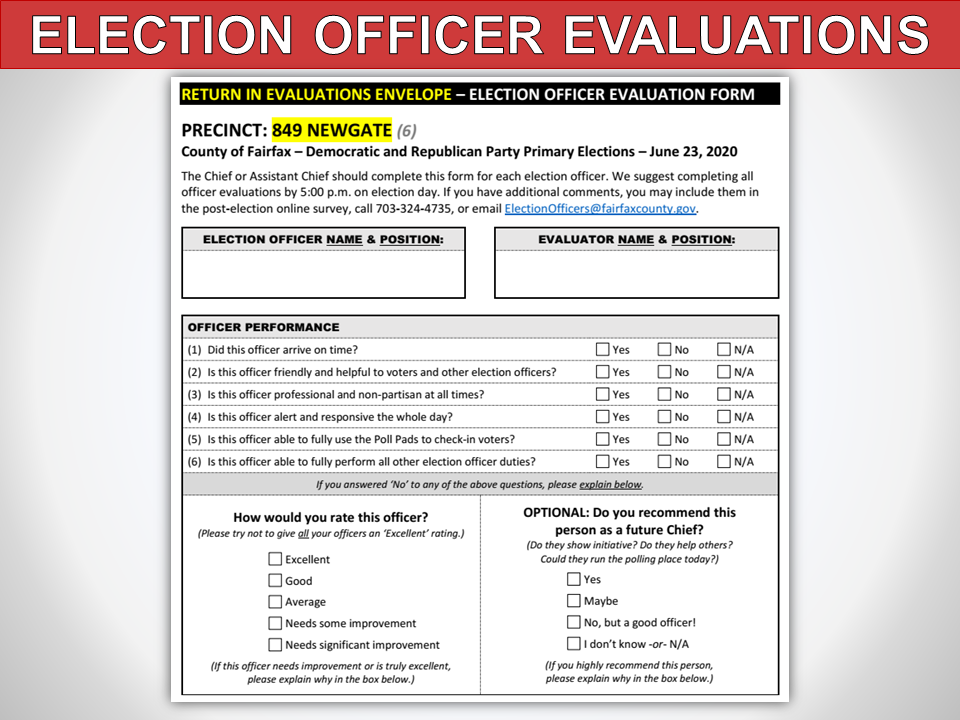 ELECTION OFFICER EVALUATIONS
RETURN IN EVALUATIONS ENVELOPE – ELECTION OFFICER EVALUATION FORM
PRECINCT: 849 NEWGATE (6)
County of Fairfax – Democratic and Republican Party Primary Elections – June 23, 2020
The Chief or Assistant Chief should complete this form for each election officer. We suggest completing all
officer evaluations by 5:00 p.m. on election day. If you have additional comments, you may include them in
the post-election online survey, call 703-324-4735, or email ElectionOfficers@fairfaxcounty.gov.
ELECTION OFFICER NAME & POSITION:
EVALUATOR NAME & POSITION:
OFFICER PERFORMANCE
(1) Did this officer arrive on time? Yes No N/A
(2) Is this officer friendly and helpful to voters and other election officers? Yes No N/A
(3) Is this officer professional and non-partisan at all times? Yes No N/A
(4) Is this officer alert and responsive the whole day? Yes No N/A
(5) Is this officer able to fully use the Poll Pads to check-in voters? Yes No N/A
(6) Is this officer able to fully perform all other election officer duties? Yes No N/A
If you answered 'No' to any of the above questions, please explain below.
How would you rate this officer?
(Please try not to give all your officers an 'Excellent' rating.)
Excellent
Good
Average
Needs some improvement
Needs significant improvement
(If this officer needs improvement or is truly excellent,
please explain why in the box below.)
OPTIONAL: Do you recommend this
person as a future Chief?
(Do they show initiative? Do they help others?
Could they run the polling place today?)
Yes
Maybe
No, but a good officer!
I don't know -or- N/A
(If you highly recommend this person,
please explain why in the box below.)